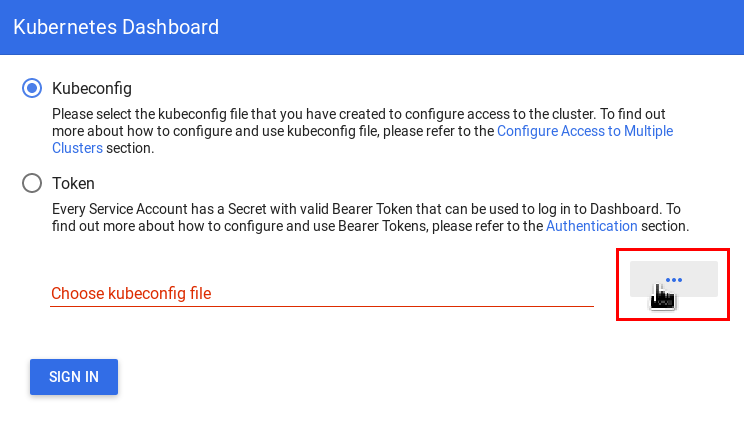 Kubernetes Dashboard
Kubeconfig
Please select the kubeconfig file that you have created to configure access to the cluster. To find out
more about how to configure and use kubeconfig file, please refer to the Configure Access to Multiple
Clusters section.
Token
Every Service Account has a Secret with valid Bearer Token that can be used to log in to Dashboard. To
find out more about how to configure and use Bearer Tokens, please refer to the Authentication section.
...
Choose kubeconfig file
SIGN IN